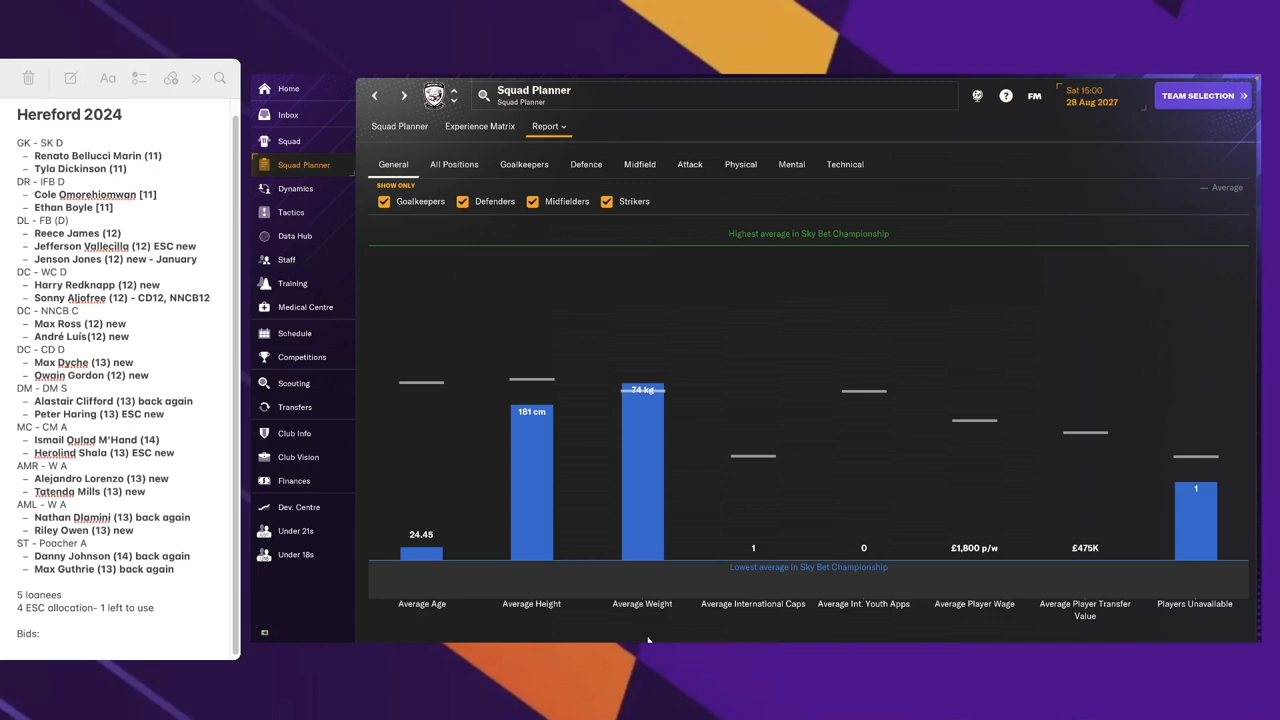 Aa
Hereford 2024
GK - SK D
– Renato Bellucci Marin (11)
– Tyla Dickinson (11)
DR - IFB D
– Cole Omorehiomwan [11]
– Ethan Boyle [11]
DL - FB (D)
– Reece James (12)
– Jefferson Vallecilla (12) ESC new
– Jenson Jones (12) new - January
DC - WC D
– Harry Redknapp (12) new
– Sonny Aljofree (12) - CD12, NNCB12
DC - NNCB C
– Max Ross (12) new
– André Luís(12) new
DC - CD D
– Max Dyche (13) new
– Owain Gordon (12) new
DM - DM S
– Alastair Clifford (13) back again
– Peter Haring (13) ESC new
MC - CM A
– Ismail Oulad M'Hand (14)
– Herolind Shala (13) ESC new
AMR - W A
– Alejandro Lorenzo (13) new
– Tatenda Mills (13) new
AML - W A
– Nathan Dlamini (13) back again
– Riley Owen (13) new
ST - Poacher A
– Danny Johnson (14) back again
– Max Guthrie (13) back again
5 loanees
4 ESC allocation- 1 left to use
Bids:
Home
Inbox
Squad
Squad Planner
Dynamics
Tactics
Data Hub
Staff
Training
Medical Centre
Schedule
Competitions
Scouting
Transfers
Club Info
Club Vision
Finances
Dev. Centre
Under 21s
Under 18s
Squad Planner
Squad Planner
FM
Sat 15:00
28 Aug 2027
TEAM SELECTION
Squad Planner Experience Matrix Report
General All Positions Goalkeepers Defence Midfield Attack Physical Mental Technical
SHOW ONLY
Goalkeepers Defenders Midfielders Strikers
Average
Highest average in Sky Bet Championship
74 kg
181 cm
1
24.45
1
0
£1,800 p/w
£475K
Lowest average in Sky Bet Championship
Average Age
Average Height
Average Weight
Average International Caps
Average Int. Youth Apps
Average Player Wage
Average Player Transfer
Value
Players Unavailable